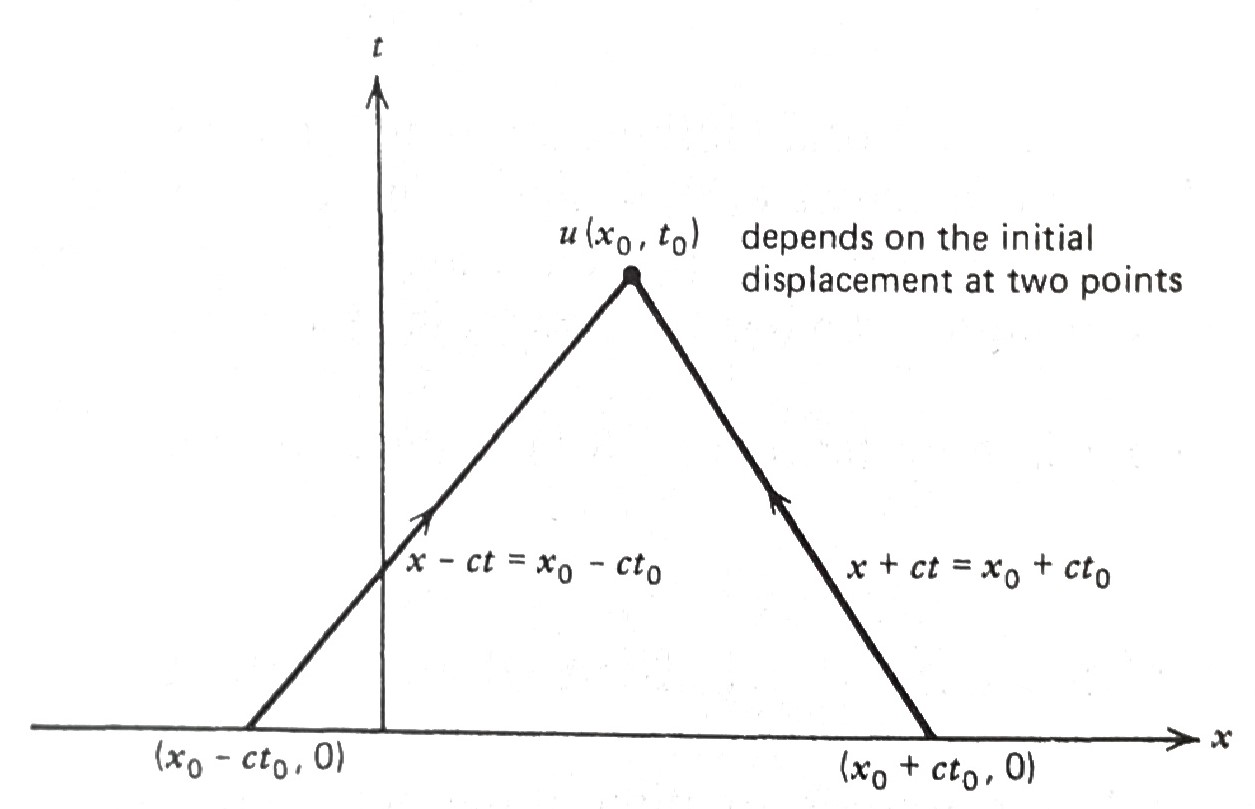 t
u (x₀, t₀) depends on the initial
displacement at two points
x − ct = x₀ − ct₀
x + ct = x₀ + ct₀
x
(x₀ − ct₀, 0)
(x₀ + ct₀, 0)